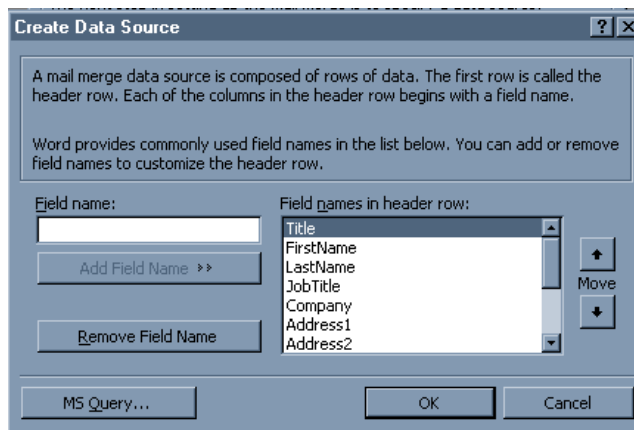 Create Data Source
A mail merge data source is composed of rows of data. The first row is called the
header row. Each of the columns in the header row begins with a field name.
Word provides commonly used field names in the list below. You can add or remove
field names to customize the header row.
Field name:
Field names in header row:
Title
FirstName
LastName
JobTitle
Company
Address1
Address2
Add Field Name >>
Remove Field Name
Move
MS Query...
OK
Cancel